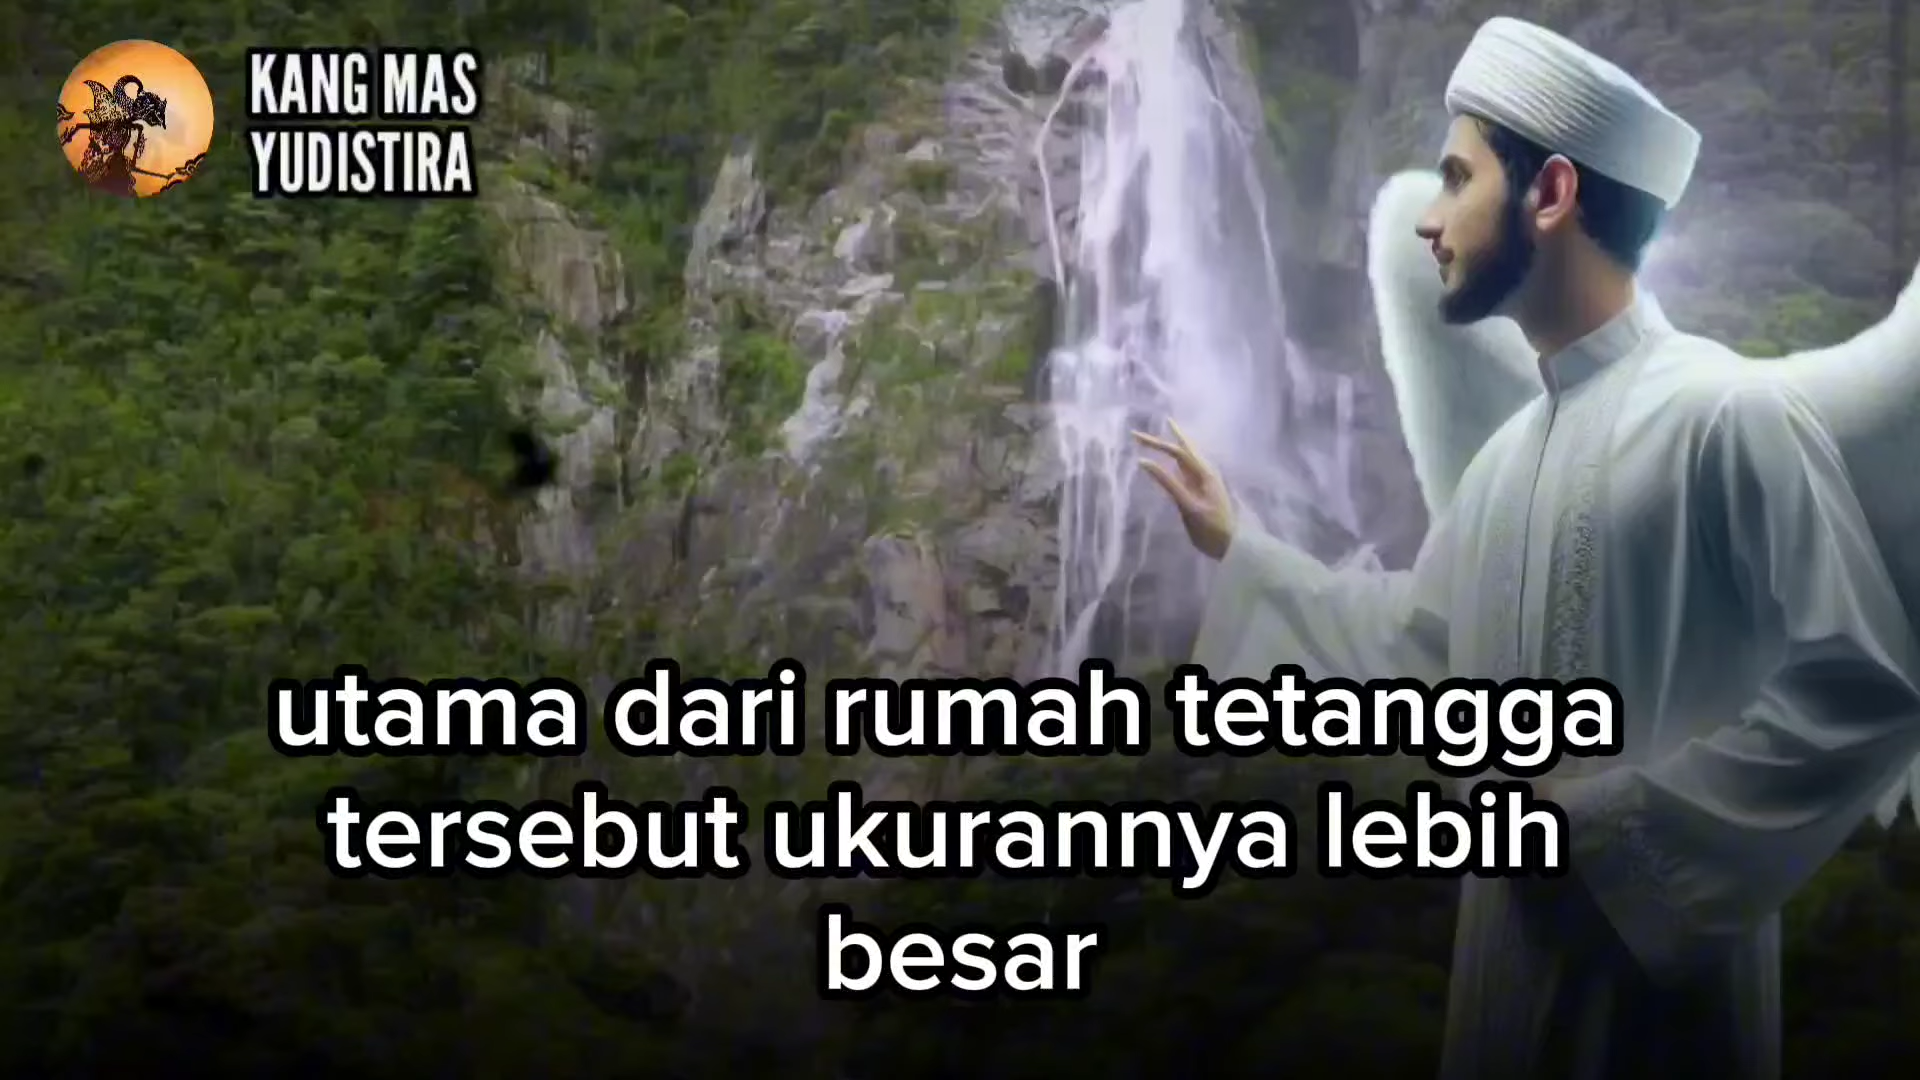 KANG MAS
YUDISTIRA
utama dari rumah tetangga
tersebut ukurannya lebih
besar